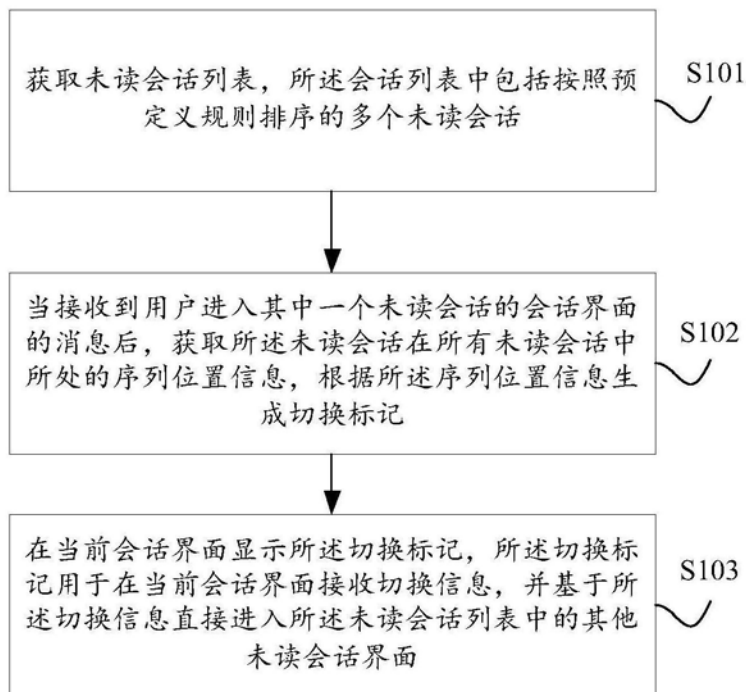 获取未读会话列表，所述会话列表中包括按照预
定义规则排序的多个未读会话
S101
当接收到用户进入其中一个未读会话的会话界面
的消息后，获取所述未读会话在所有未读会话中
所处的序列位置信息，根据所述序列位置信息生
成切换标记
S102
在当前会话界面显示所述切换标记，所述切换标
记用于在当前会话界面接收切换信息，并基于所
述切换信息直接进入所述未读会话列表中的其他
未读会话界面
S103